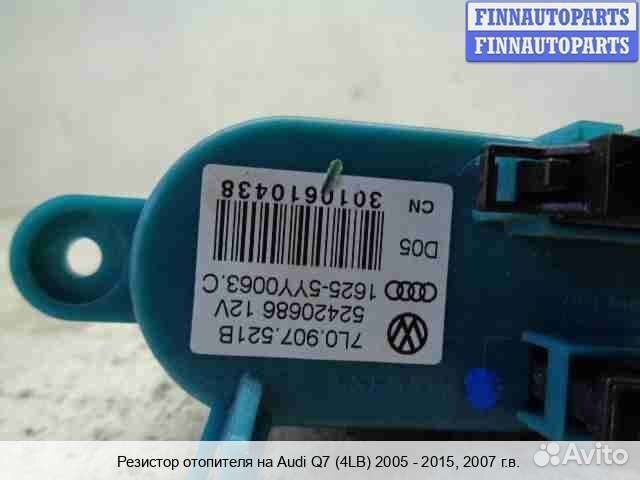 FINNAUTOPARTS
FINNAUTOPARTS
7L0.907.521B
52420686 12V
1625-5YY0063.C
D05
3010610438
CN
Резистор отопителя на Audi Q7 (4LB) 2005 - 2015, 2007 г.в.
Avito